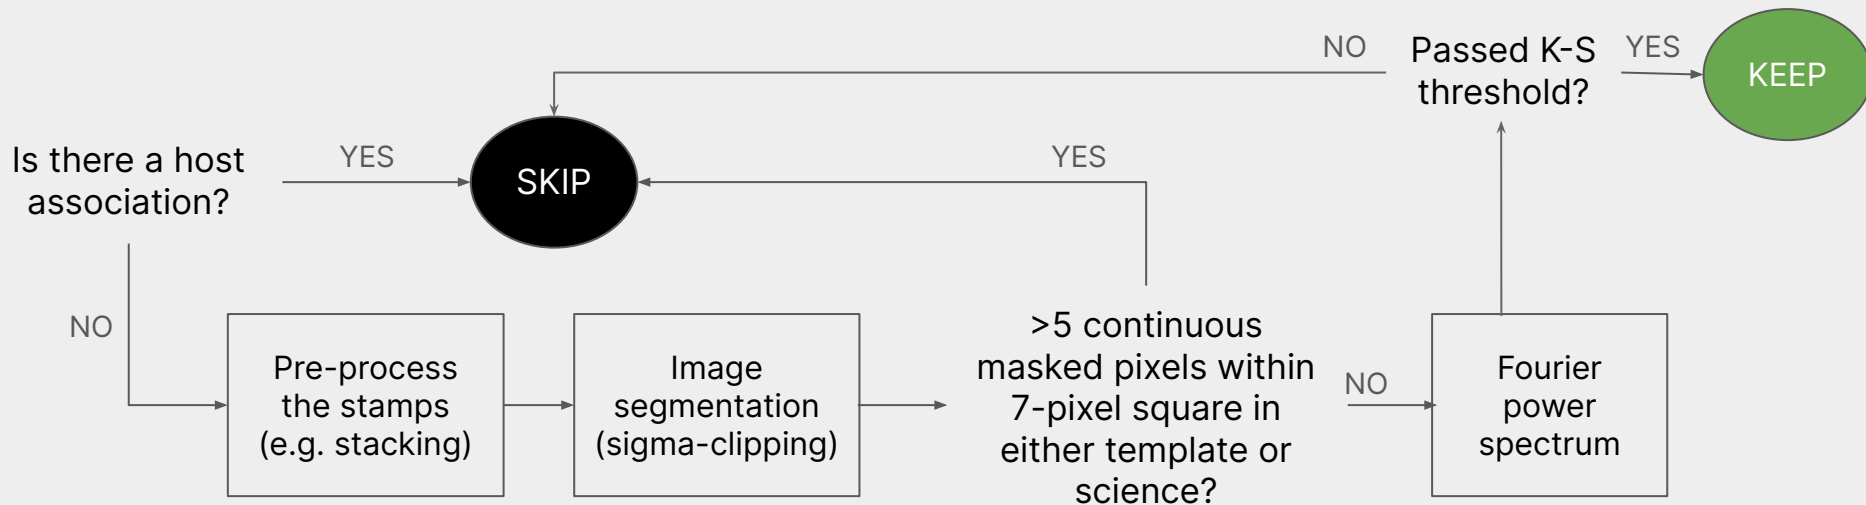 Is there a host
association?
YES
NO
SKIP
Pre-process
the stamps
(e.g. stacking)
Image
segmentation
(sigma-clipping)
>5 continuous
masked pixels within
7-pixel square in
either template or
science?
YES
NO
Fourier
power
spectrum
Passed K-S
threshold?
NO
YES
KEEP